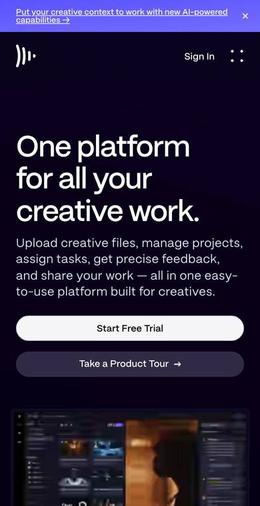 Put your creative context to work with new AI-powered
capabilities →
Sign In
One platform
for all your
creative work.
Upload creative files, manage projects,
assign tasks, get precise feedback,
and share your work — all in one easy-
to-use platform built for creatives.
Start Free Trial
Take a Product Tour →